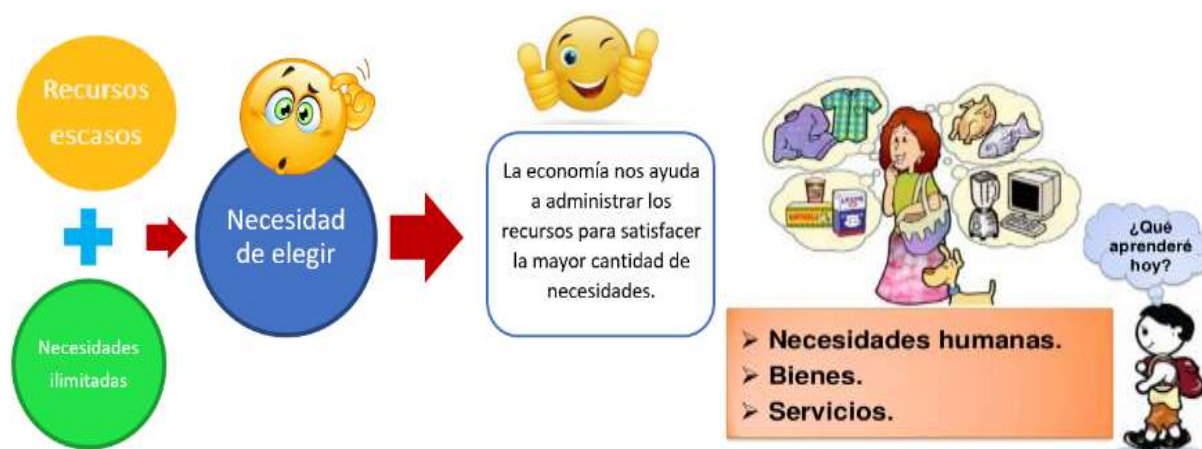 Recursos
escasos
Necesidades
ilimitadas
Necesidad
de elegir
La economía nos ayuda
a administrar los
recursos para satisfacer
la mayor cantidad de
necesidades.
¿Qué
aprenderé
hoy?
➢ Necesidades humanas.
➢ Bienes.
➢ Servicios.